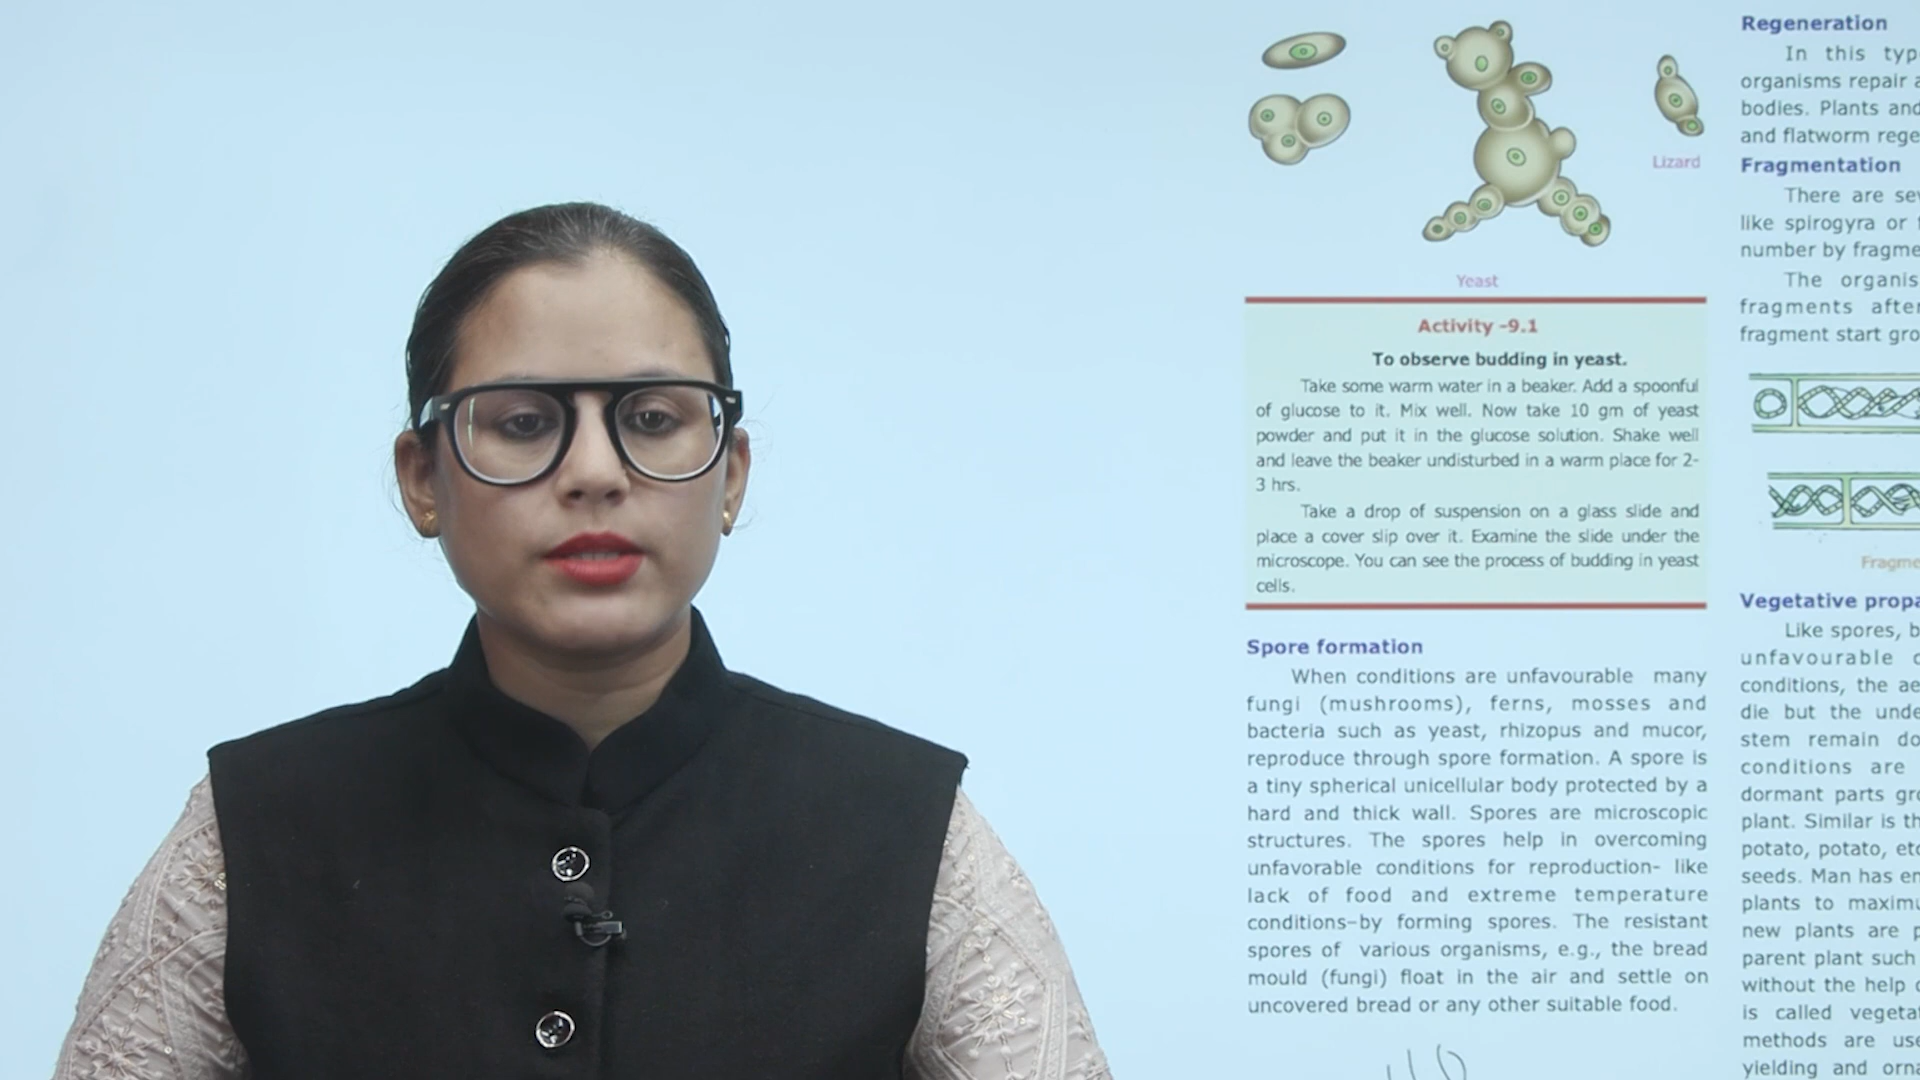 Lizard
Yeast
Activity -9.1
To observe budding in yeast.
Take some warm water in a beaker. Add a spoonful
of glucose to it. Mix well. Now take 10 gm of yeast
powder and put it in the glucose solution. Shake well
and leave the beaker undisturbed in a warm place for 2-
3 hrs.
Take a drop of suspension on a glass slide and
place a cover slip over it. Examine the slide under the
microscope. You can see the process of budding in yeast
cells.
Spore formation
When conditions are unfavourable many
fungi (mushrooms), ferns, mosses and
bacteria such as yeast, rhizopus and mucor,
reproduce through spore formation. A spore is
a tiny spherical unicellular body protected by a
hard and thick wall. Spores are microscopic
structures. The spores help in overcoming
unfavorable conditions for reproduction- like
lack of food and extreme temperature
conditions-by forming spores. The resistant
spores of various organisms, e.g., the bread
mould (fungi) float in the air and settle on
uncovered bread or any other suitable food.
Regeneration
In this typ
organisms repair a
bodies. Plants and
and flatworm rege
Fragmentation
There are sev
like spirogyra or f
number by fragme
The organis
fragments after
fragment start gro
Fragme
Vegetative propa
Like spores, b
unfavourable c
conditions, the ae
die but the unde
stem remain do
conditions are
dormant parts gro
plant. Similar is th
potato, potato, etc
seeds. Man has en
plants to maximu
new plants are p
parent plant such
without the help o
is called vegetat
methods are use
yielding and orna